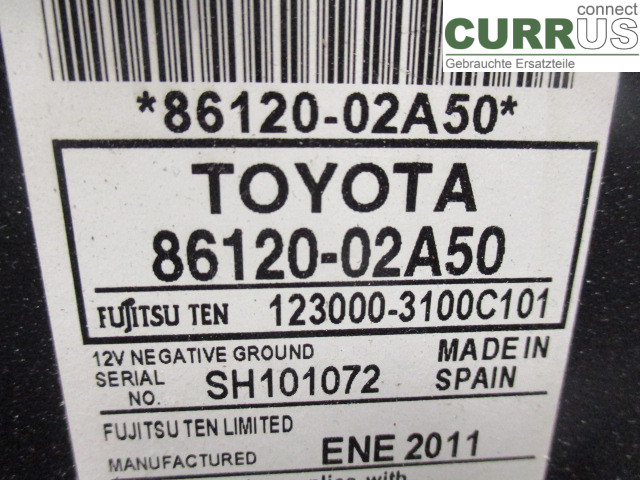 connect
CURRUS
Gebrauchte Ersatzteile
*86120-02A50*
TOYOTA
86120-02A50
FUJITSU TEN 123000-3100C101
12V NEGATIVE GROUND
SERIAL NO. SH101072
MADE IN SPAIN
FUJITSU TEN LIMITED
MANUFACTURED ENE 2011
with